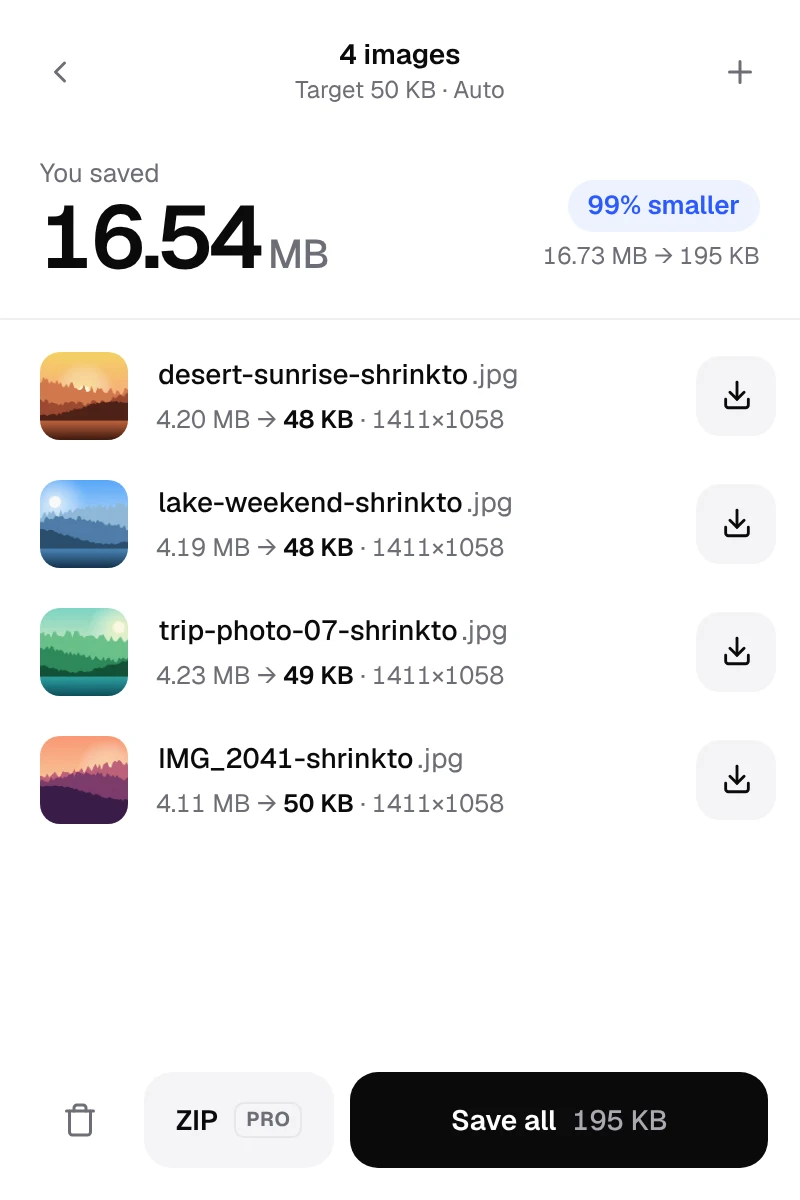 4 images
Target 50 KB · Auto
You saved
16.54 MB
99% smaller
16.73 MB → 195 KB
desert-sunrise-shrinkto.jpg
4.20 MB → 48 KB · 1411×1058
lake-weekend-shrinkto.jpg
4.19 MB → 48 KB · 1411×1058
trip-photo-07-shrinkto.jpg
4.23 MB → 49 KB · 1411×1058
IMG_2041-shrinkto.jpg
4.11 MB → 50 KB · 1411×1058
ZIP PRO
Save all 195 KB